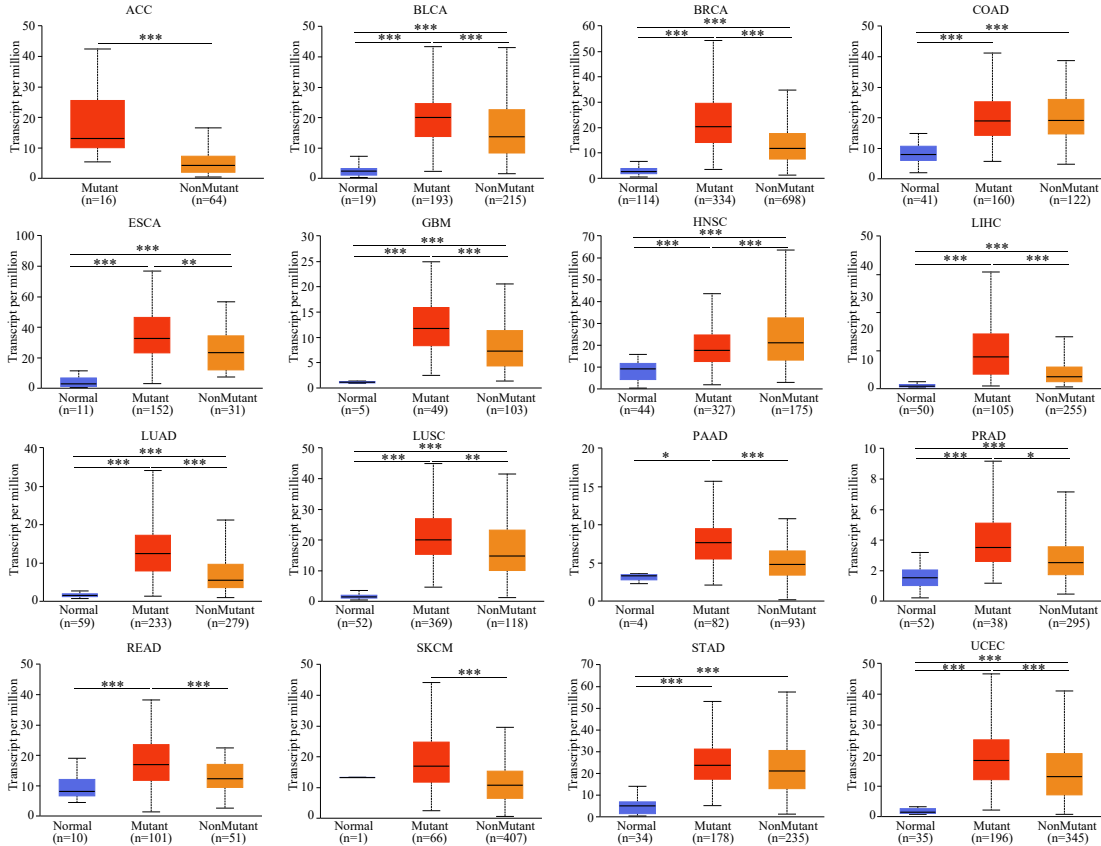 ACC
***
Transcript per million
50
40
30
20
10
0
Mutant NonMutant
(n=16) (n=64)
BLCA
***
*** ***
Transcript per million
50
40
30
20
10
0
Normal Mutant NonMutant
(n=19) (n=193) (n=215)
BRCA
***
*** ***
Transcript per million
60
50
40
30
20
10
0
Normal Mutant NonMutant
(n=114) (n=334) (n=698)
COAD
***
***
Transcript per million
50
40
30
20
10
0
Normal Mutant NonMutant
(n=41) (n=160) (n=122)
ESCA
***
*** **
Transcript per million
100
80
60
40
20
0
Normal Mutant NonMutant
(n=11) (n=152) (n=31)
GBM
***
*** ***
Transcript per million
30
25
20
15
10
5
0
Normal Mutant NonMutant
(n=5) (n=49) (n=103)
HNSC
***
*** ***
Transcript per million
70
60
50
40
30
20
10
0
Normal Mutant NonMutant
(n=44) (n=327) (n=175)
LIHC
***
*** ***
Transcript per million
50
40
30
20
10
0
Normal Mutant NonMutant
(n=50) (n=105) (n=255)
LUAD
***
*** ***
Transcript per million
40
30
20
10
0
Normal Mutant NonMutant
(n=59) (n=233) (n=279)
LUSC
***
*** **
Transcript per million
50
40
30
20
10
0
Normal Mutant NonMutant
(n=52) (n=369) (n=118)
PAAD
* ***
Transcript per million
20
15
10
5
0
Normal Mutant NonMutant
(n=4) (n=82) (n=93)
PRAD
***
*** *
Transcript per million
10
8
6
4
2
0
Normal Mutant NonMutant
(n=52) (n=38) (n=295)
READ
*** ***
Transcript per million
50
40
30
20
10
0
Normal Mutant NonMutant
(n=10) (n=101) (n=51)
SKCM
***
Transcript per million
50
40
30
20
10
0
Normal Mutant NonMutant
(n=1) (n=66) (n=407)
STAD
***
***
Transcript per million
70
60
50
40
30
20
10
0
Normal Mutant NonMutant
(n=34) (n=178) (n=235)
UCEC
***
*** ***
Transcript per million
50
40
30
20
10
0
Normal Mutant NonMutant
(n=35) (n=196) (n=345)